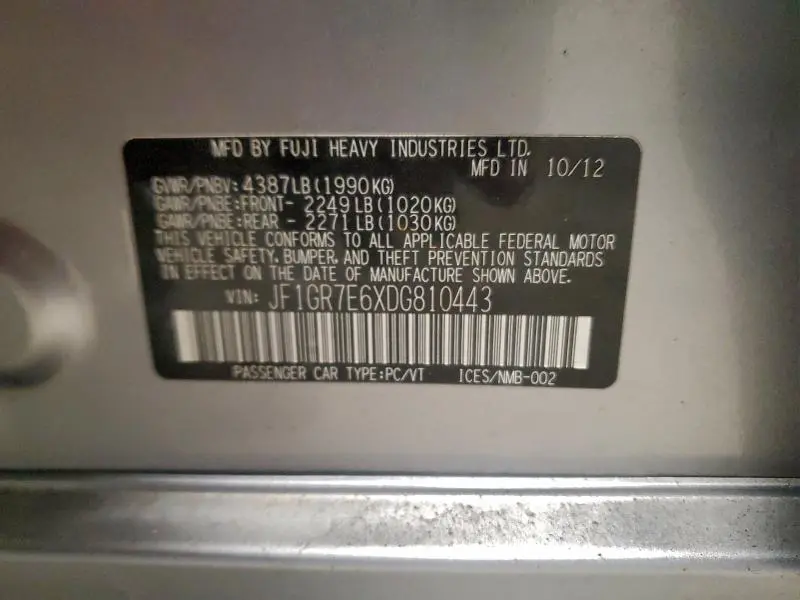 MFD BY FUJI HEAVY INDUSTRIES LTD.
MFD IN 10/12
GVWR/PNBV: 4387LB(1990KG)
GAWR/PNBE:FRONT- 2249LB(1020KG)
GAWR/PNBE:REAR - 2271LB(1030KG)
THIS VEHICLE CONFORMS TO ALL APPLICABLE FEDERAL MOTOR
VEHICLE SAFETY, BUMPER, AND THEFT PREVENTION STANDARDS
IN EFFECT ON THE DATE OF MANUFACTURE SHOWN ABOVE.
VIN: JF1GR7E6XDG810443
PASSENGER CAR TYPE:PC/VT ICES/NMB-002